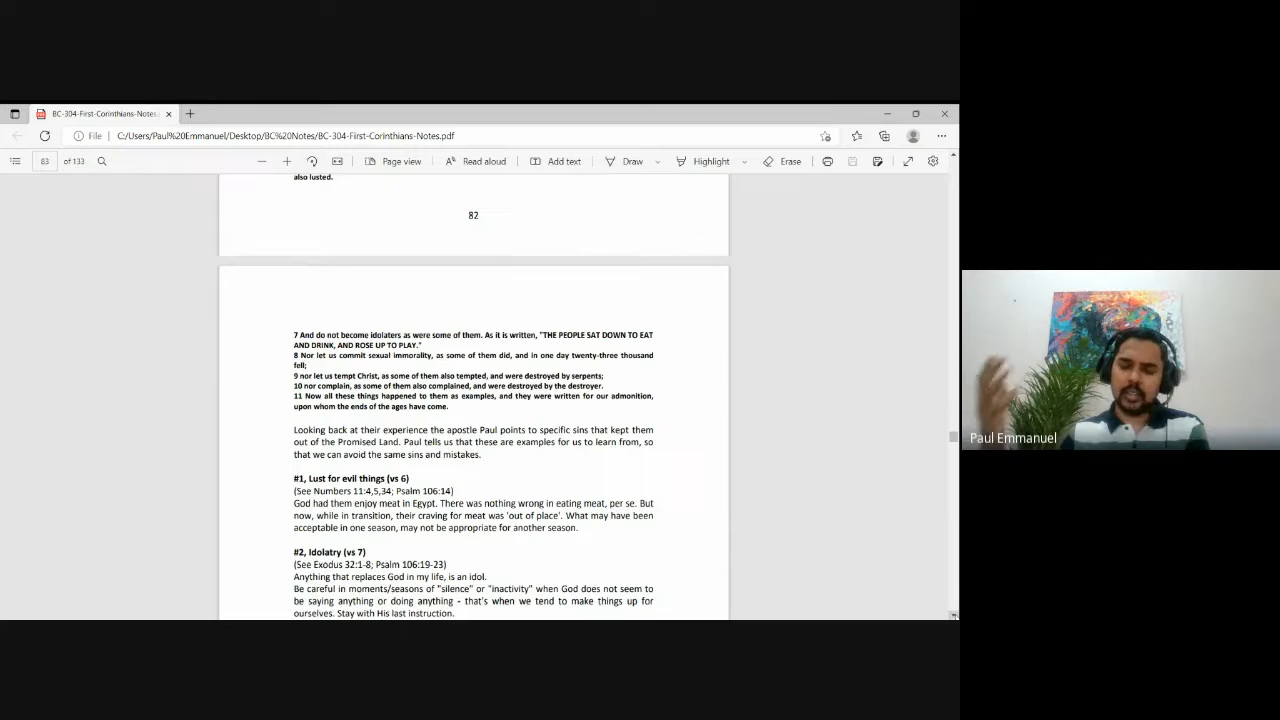 BC-304-First-Corinthians-Notes.
File
C:/Users/Paul%20Emmanuel/Desktop/BC%20Notes/BC-304-First-Corinthians-Notes.pdf
83 of 133
Page view
Read aloud
Add text
Draw
Highlight
Erase
also lusted.
82
7 And do not become idolaters as were some of them. As it is written, "THE PEOPLE SAT DOWN TO EAT
AND DRINK, AND ROSE UP TO PLAY."
8 Nor let us commit sexual immorality, as some of them did, and in one day twenty-three thousand
fell;
9 nor let us tempt Christ, as some of them also tempted, and were destroyed by serpents;
10 nor complain, as some of them also complained, and were destroyed by the destroyer.
11 Now all these things happened to them as examples, and they were written for our admonition,
upon whom the ends of the ages have come.
Looking back at their experience the apostle Paul points to specific sins that kept them
out of the Promised Land. Paul tells us that these are examples for us to learn from, so
that we can avoid the same sins and mistakes.
#1, Lust for evil things (vs 6)
(See Numbers 11:4,5,34; Psalm 106:14)
God had them enjoy meat in Egypt. There was nothing wrong in eating meat, per se. But
now, while in transition, their craving for meat was 'out of place'. What may have been
acceptable in one season, may not be appropriate for another season.
#2, Idolatry (vs 7)
(See Exodus 32:1-8; Psalm 106:19-23)
Anything that replaces God in my life, is an idol.
Be careful in moments/seasons of "silence" or "inactivity" when God does not seem to
be saying anything or doing anything - that's when we tend to make things up for
ourselves. Stay with His last instruction.
Paul Emmanuel